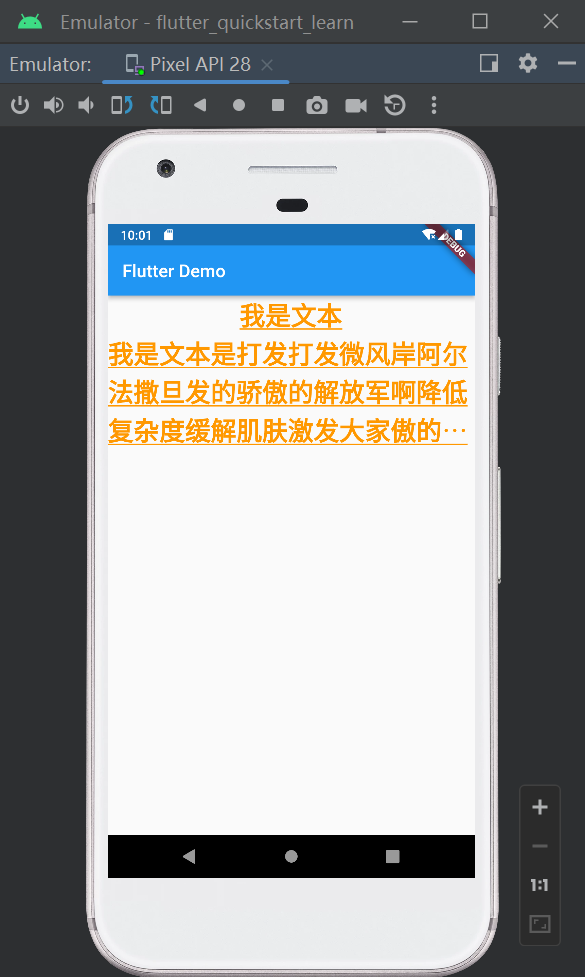 Emulator - flutter_quickstart_learn
Emulator:
Pixel API 28
10:01
DEBUG
Flutter Demo
我是文本
我是文本是打发打发微风岸阿尔
法撒旦发的骄傲的解放军啊降低
复杂度缓解肌肤激发大家傲的…
1:1